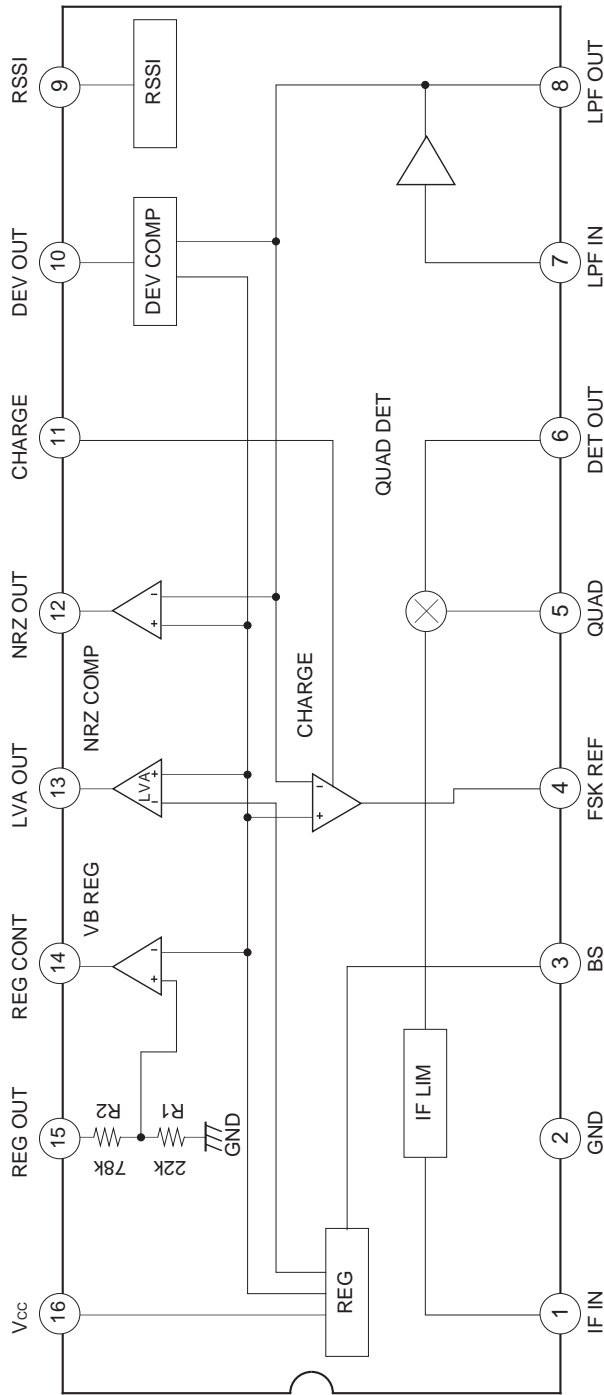 Vcc
REG OUT
REG CONT
LVA OUT
NRZ OUT
CHARGE
DEV OUT
RSSI
16
15
14
13
12
11
10
9
R2
78k
R1
22k
GND
VB REG
+
-
LVA
-
+
NRZ COMP
+
-
DEV COMP
RSSI
REG
CHARGE
+
-
QUAD DET
IF LIM
1
2
3
4
5
6
7
8
IF IN
GND
BS
FSK REF
QUAD
DET OUT
LPF IN
LPF OUT